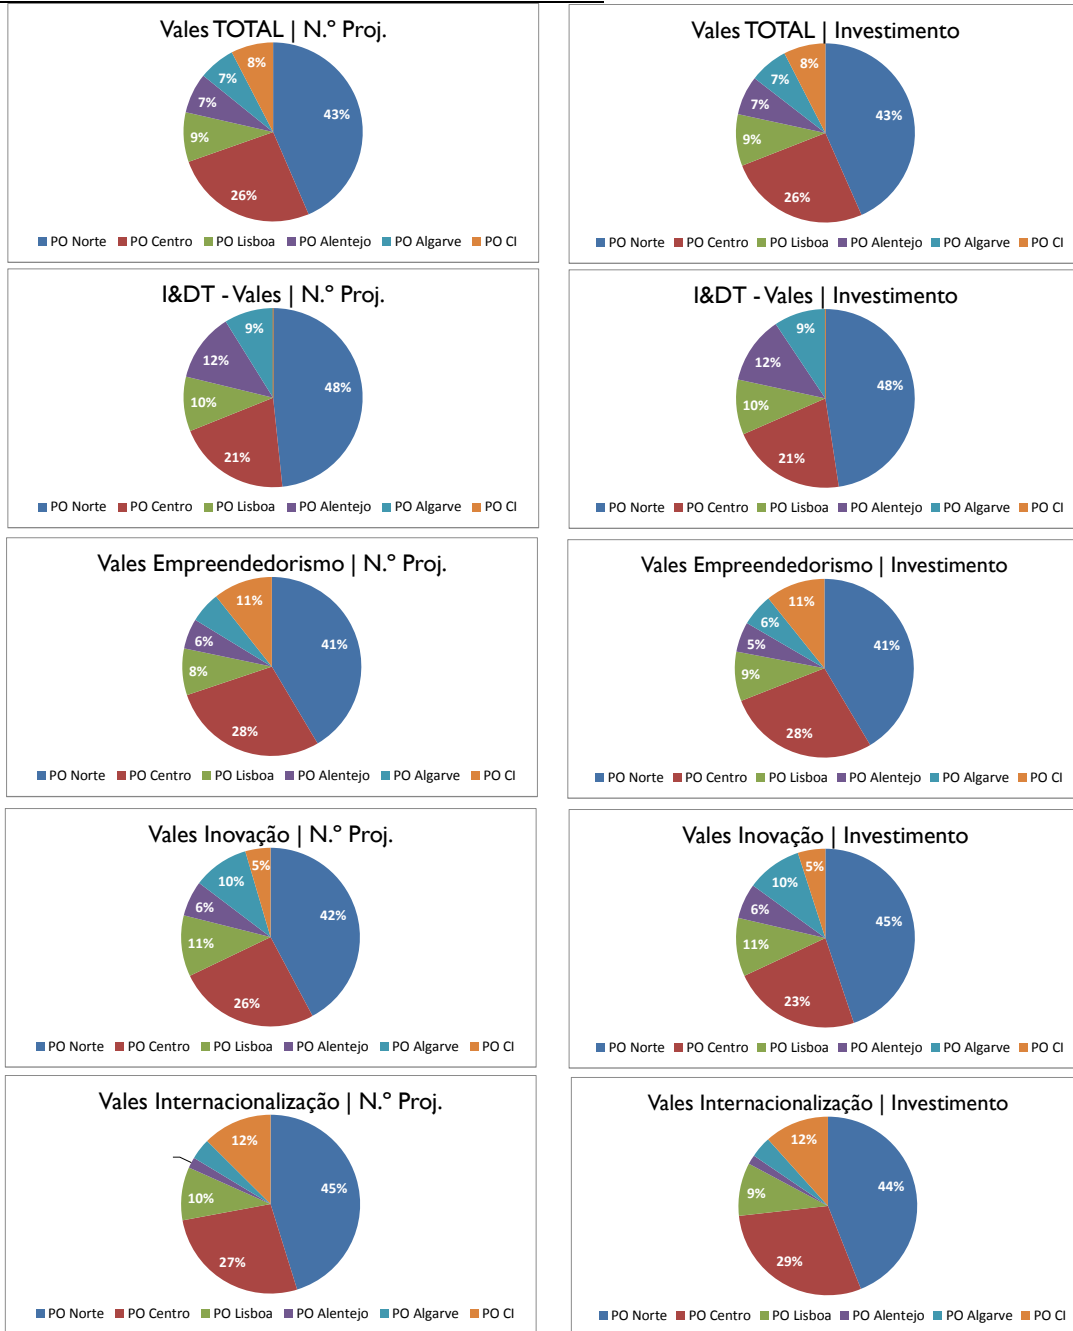 Vales TOTAL | N.º Proj.
8%
7%
7%
43%
9%
26%
PO Norte PO Centro PO Lisboa PO Alentejo PO Algarve PO CI
Vales TOTAL | Investimento
8%
7%
7%
43%
9%
26%
PO Norte PO Centro PO Lisboa PO Alentejo PO Algarve PO CI
I&DT - Vales | N.º Proj.
9%
12%
48%
10%
21%
PO Norte PO Centro PO Lisboa PO Alentejo PO Algarve PO CI
I&DT - Vales | Investimento
9%
12%
48%
10%
21%
PO Norte PO Centro PO Lisboa PO Alentejo PO Algarve PO CI
Vales Empreendedorismo | N.º Proj.
11%
6%
41%
8%
28%
PO Norte PO Centro PO Lisboa PO Alentejo PO Algarve PO CI
Vales Empreendedorismo | Investimento
11%
6%
5%
41%
9%
28%
PO Norte PO Centro PO Lisboa PO Alentejo PO Algarve PO CI
Vales Inovação | N.º Proj.
5%
10%
6%
42%
11%
26%
PO Norte PO Centro PO Lisboa PO Alentejo PO Algarve PO CI
Vales Inovação | Investimento
5%
10%
6%
45%
11%
23%
PO Norte PO Centro PO Lisboa PO Alentejo PO Algarve PO CI
Vales Internacionalização | N.º Proj.
12%
45%
10%
27%
PO Norte PO Centro PO Lisboa PO Alentejo PO Algarve PO CI
Vales Internacionalização | Investimento
12%
44%
9%
29%
PO Norte PO Centro PO Lisboa PO Alentejo PO Algarve PO CI